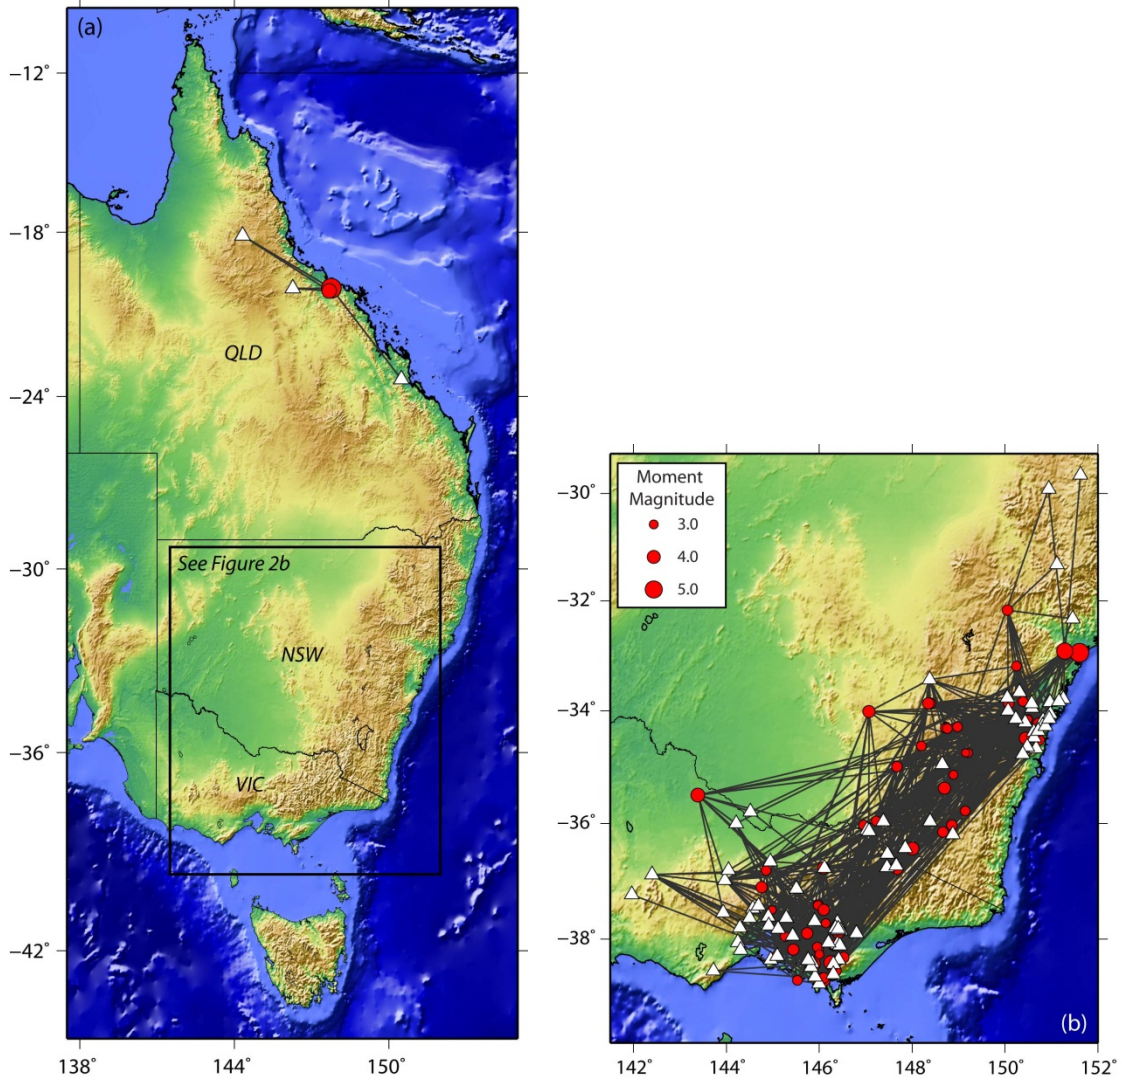 (a)
−12˚
−18˚
QLD
−24˚
−30˚
See Figure 2b
NSW
−36˚
VIC
−42˚
138˚
144˚
150˚
Moment
Magnitude
3.0
4.0
5.0
−30˚
−32˚
−34˚
−36˚
−38˚
(b)
142˚
144˚
146˚
148˚
150˚
152˚